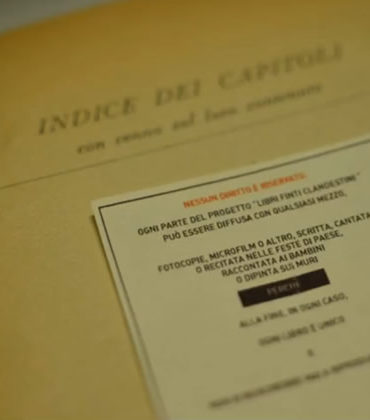 INDICE DEI CAPITOLI
con cenno sul loro contenuto
NESSUN DIRITTO È RISERVATO.
OGNI PARTE DEL PROGETTO "LIBRI FINTI CLANDESTINI"
PUÒ ESSERE DIFFUSA CON QUALSIASI MEZZO,
FOTOCOPIE, MICROFILM O ALTRO, SCRITTA, CANTATA
O RECITATA NELLE FESTE DI PAESE,
RACCONTATA AI BAMBINI
O DIPINTA SUI MURI
PERCHÉ
ALLA FINE, IN OGNI CASO,
OGNI LIBRO È UNICO
O